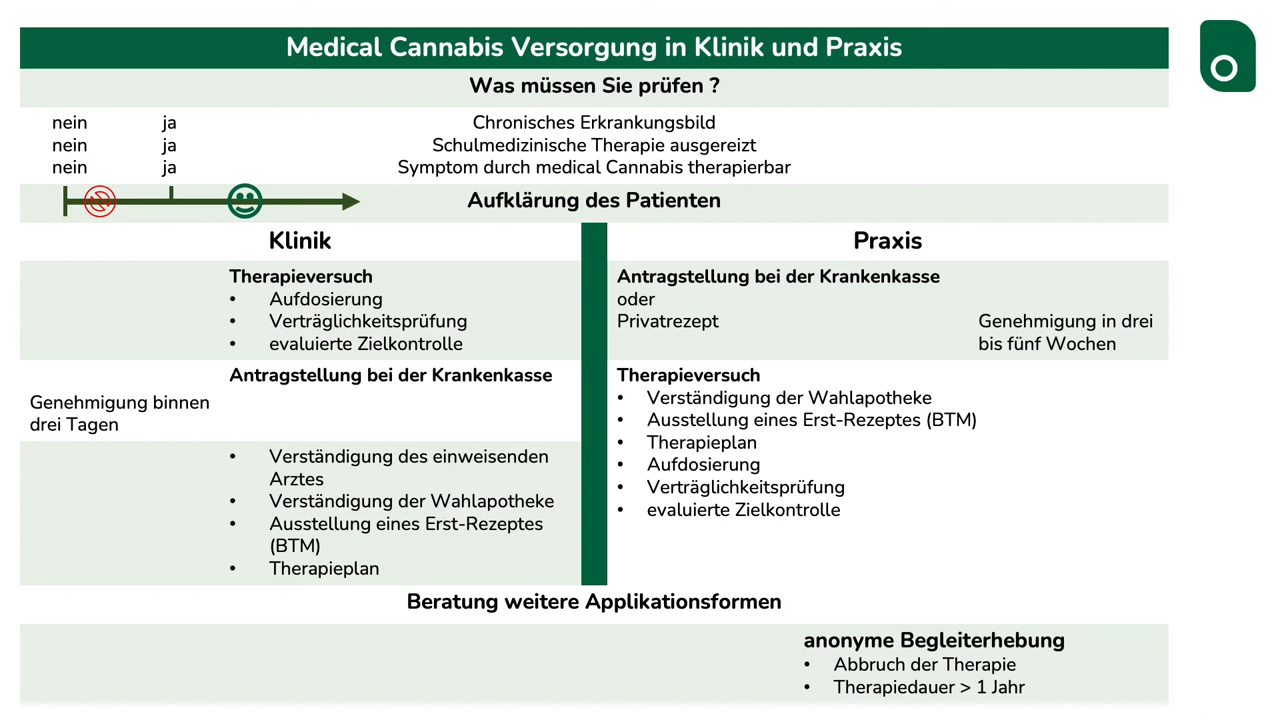 Medical Cannabis Versorgung in Klinik und Praxis
Was müssen Sie prüfen ?
nein ja Chronisches Erkrankungsbild
nein ja Schulmedizinische Therapie ausgereizt
nein ja Symptom durch medical Cannabis therapierbar
Aufklärung des Patienten
Klinik
Therapieversuch
• Aufdosierung
• Verträglichkeitsprüfung
• evaluierte Zielkontrolle
Antragstellung bei der Krankenkasse
Genehmigung binnen
drei Tagen
• Verständigung des einweisenden
Arztes
• Verständigung der Wahlapotheke
• Ausstellung eines Erst-Rezeptes
(BTM)
• Therapieplan
Praxis
Antragstellung bei der Krankenkasse
oder
Privatrezept
Genehmigung in drei
bis fünf Wochen
Therapieversuch
• Verständigung der Wahlapotheke
• Ausstellung eines Erst-Rezeptes (BTM)
• Therapieplan
• Aufdosierung
• Verträglichkeitsprüfung
• evaluierte Zielkontrolle
Beratung weitere Applikationsformen
anonyme Begleiterhebung
• Abbruch der Therapie
• Therapiedauer > 1 Jahr